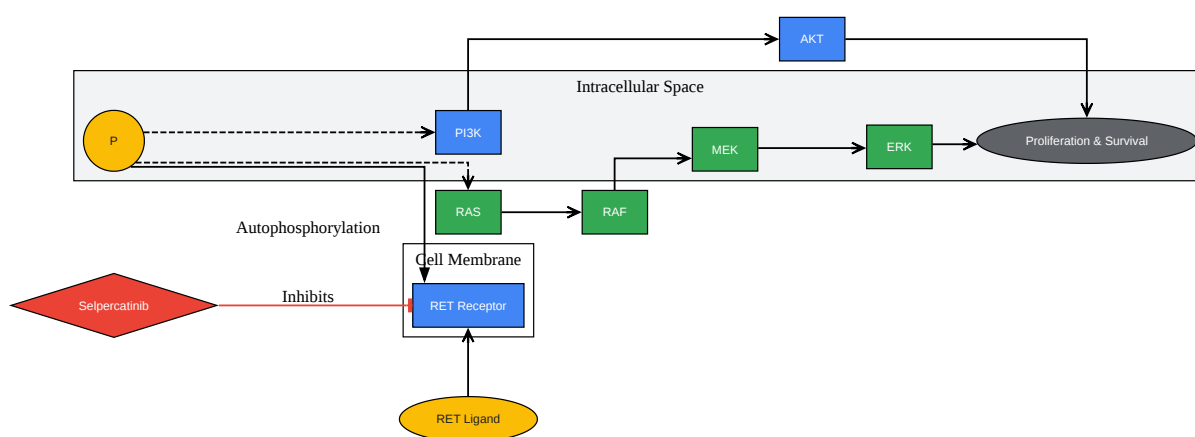 AKT
Intracellular Space
P
PI3K
MEK
ERK
Proliferation & Survival
RAS
RAF
Autophosphorylation
Cell Membrane
Selpercatinib
Inhibits
RET Receptor
RET Ligand